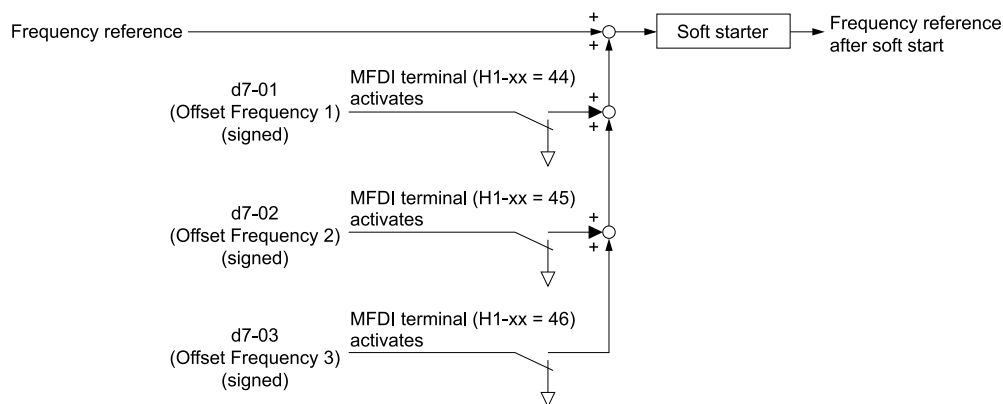 Frequency reference
+
+
Soft starter
Frequency reference
after soft start
d7-01
(Offset Frequency 1)
(signed)
MFDI terminal (H1-xx = 44)
activates
+
+
d7-02
(Offset Frequency 2)
(signed)
MFDI terminal (H1-xx = 45)
activates
+
+
d7-03
(Offset Frequency 3)
(signed)
MFDI terminal (H1-xx = 46)
activates